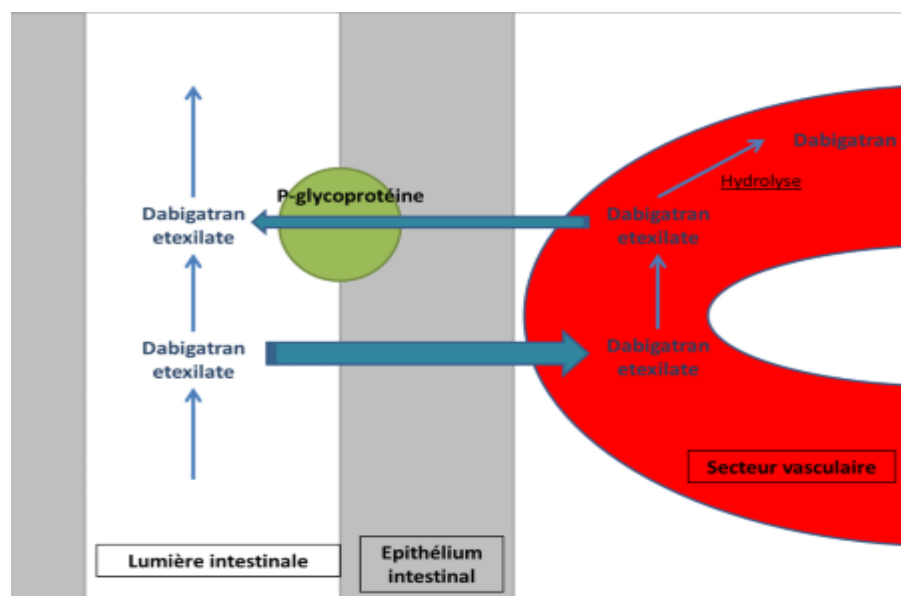 Dabigatran
Hydrolyse
P-glycoprotéine
Dabigatran
etexilate
Dabigatran
etexilate
Dabigatran
etexilate
Dabigatran
etexilate
Secteur vasculaire
Lumière intestinale
Epithélium
intestinal